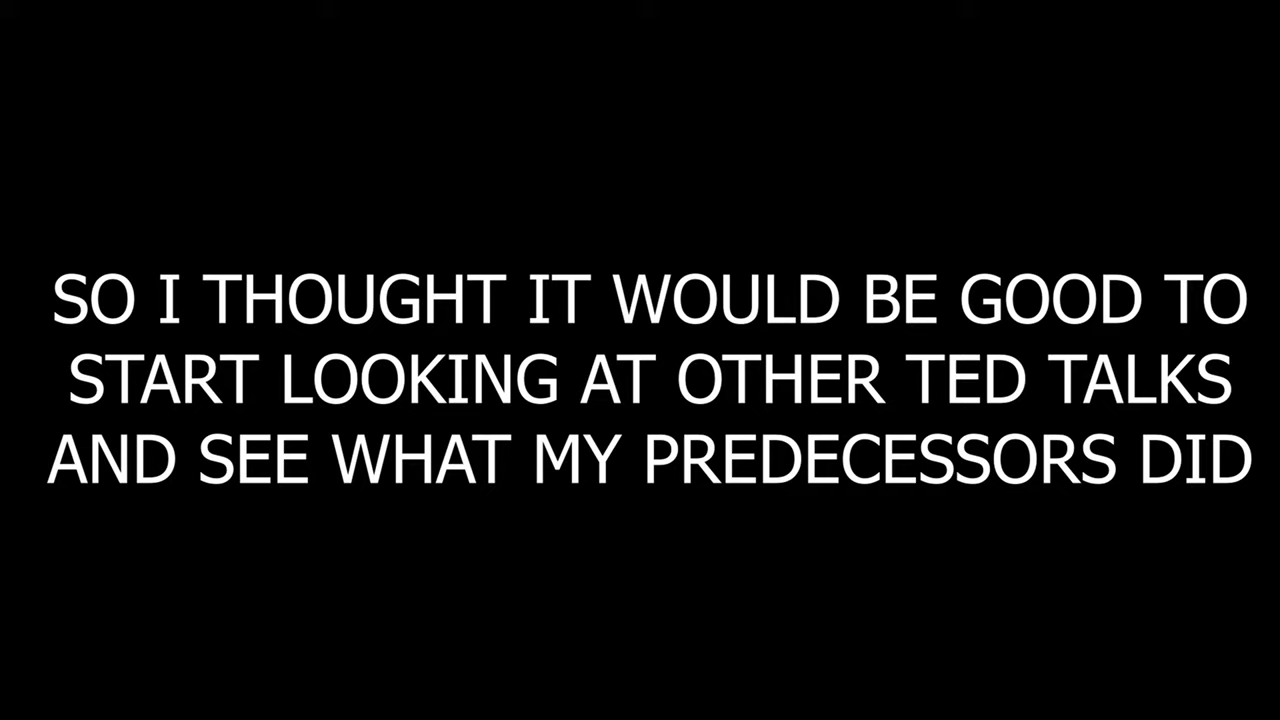 SO I THOUGHT IT WOULD BE GOOD TO
START LOOKING AT OTHER TED TALKS
AND SEE WHAT MY PREDECESSORS DID